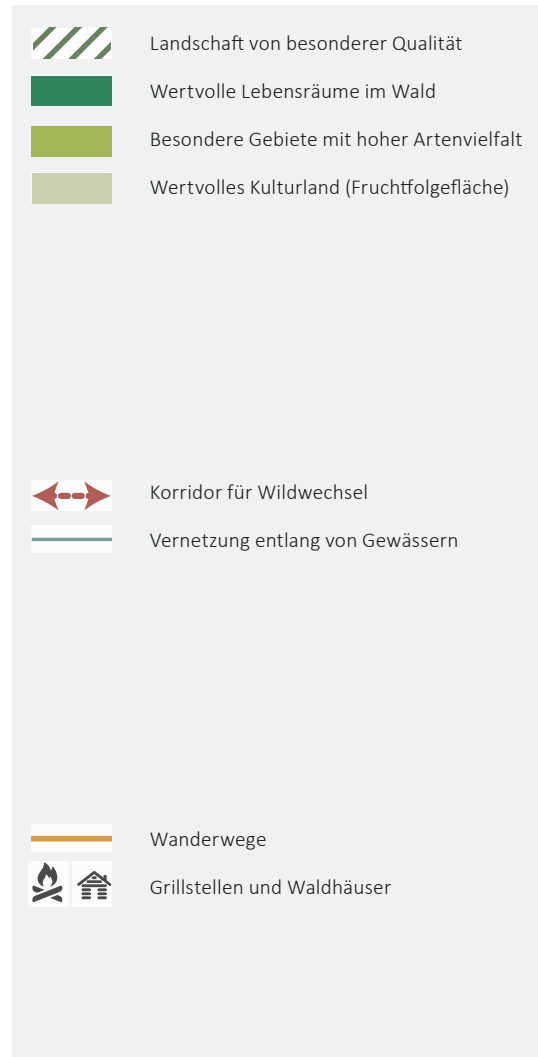 Landschaft von besonderer Qualität
Wertvolle Lebensräume im Wald
Besondere Gebiete mit hoher Artenvielfalt
Wertvolles Kulturland (Fruchtfolgefläche)
Korridor für Wildwechsel
Vernetzung entlang von Gewässern
Wanderwege
Grillstellen und Waldhäuser